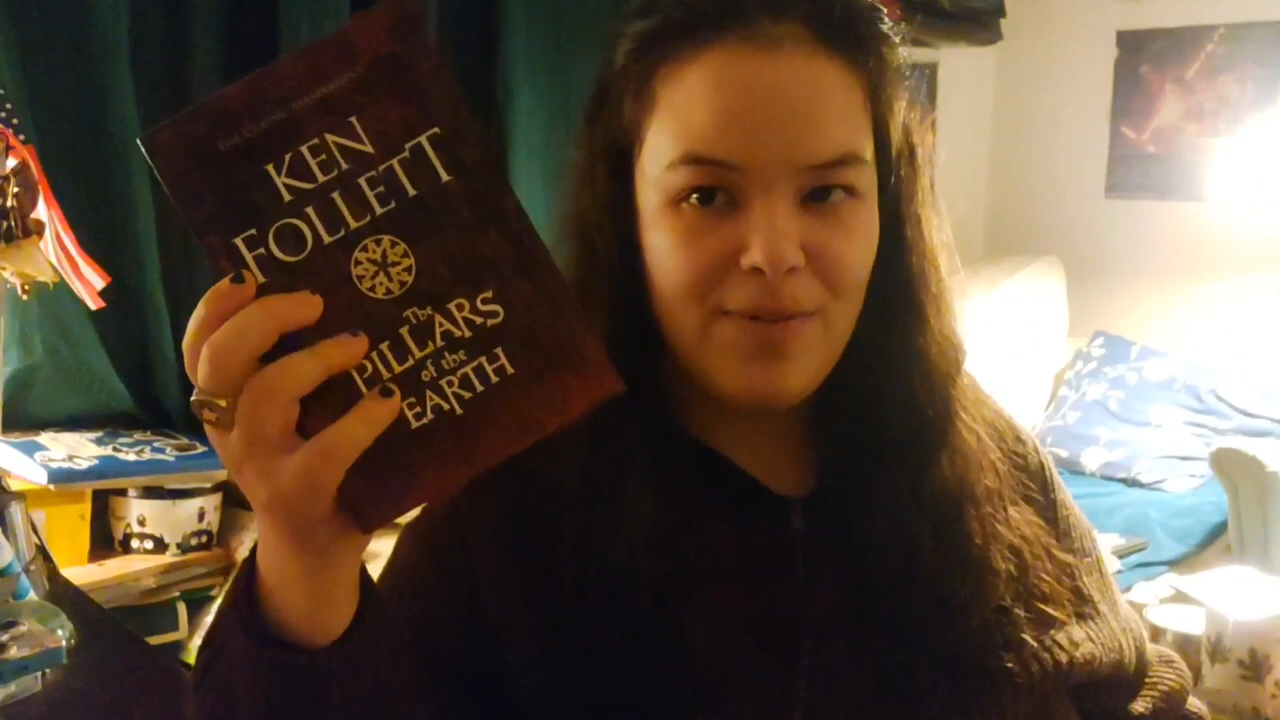 KEN
FOLLETT
The
PILLARS
of the
EARTH